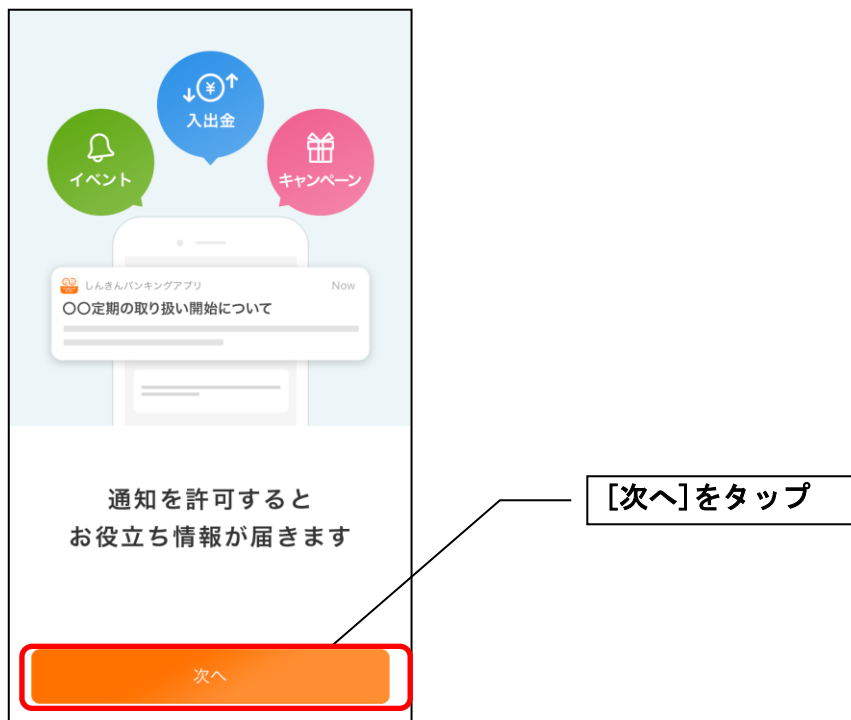 ¥
入出金
イベント
キャンペーン
しんきんバンキングアプリ Now
〇〇定期の取り扱い開始について
通知を許可すると
お役立ち情報が届きます
[次へ]をタップ
次へ